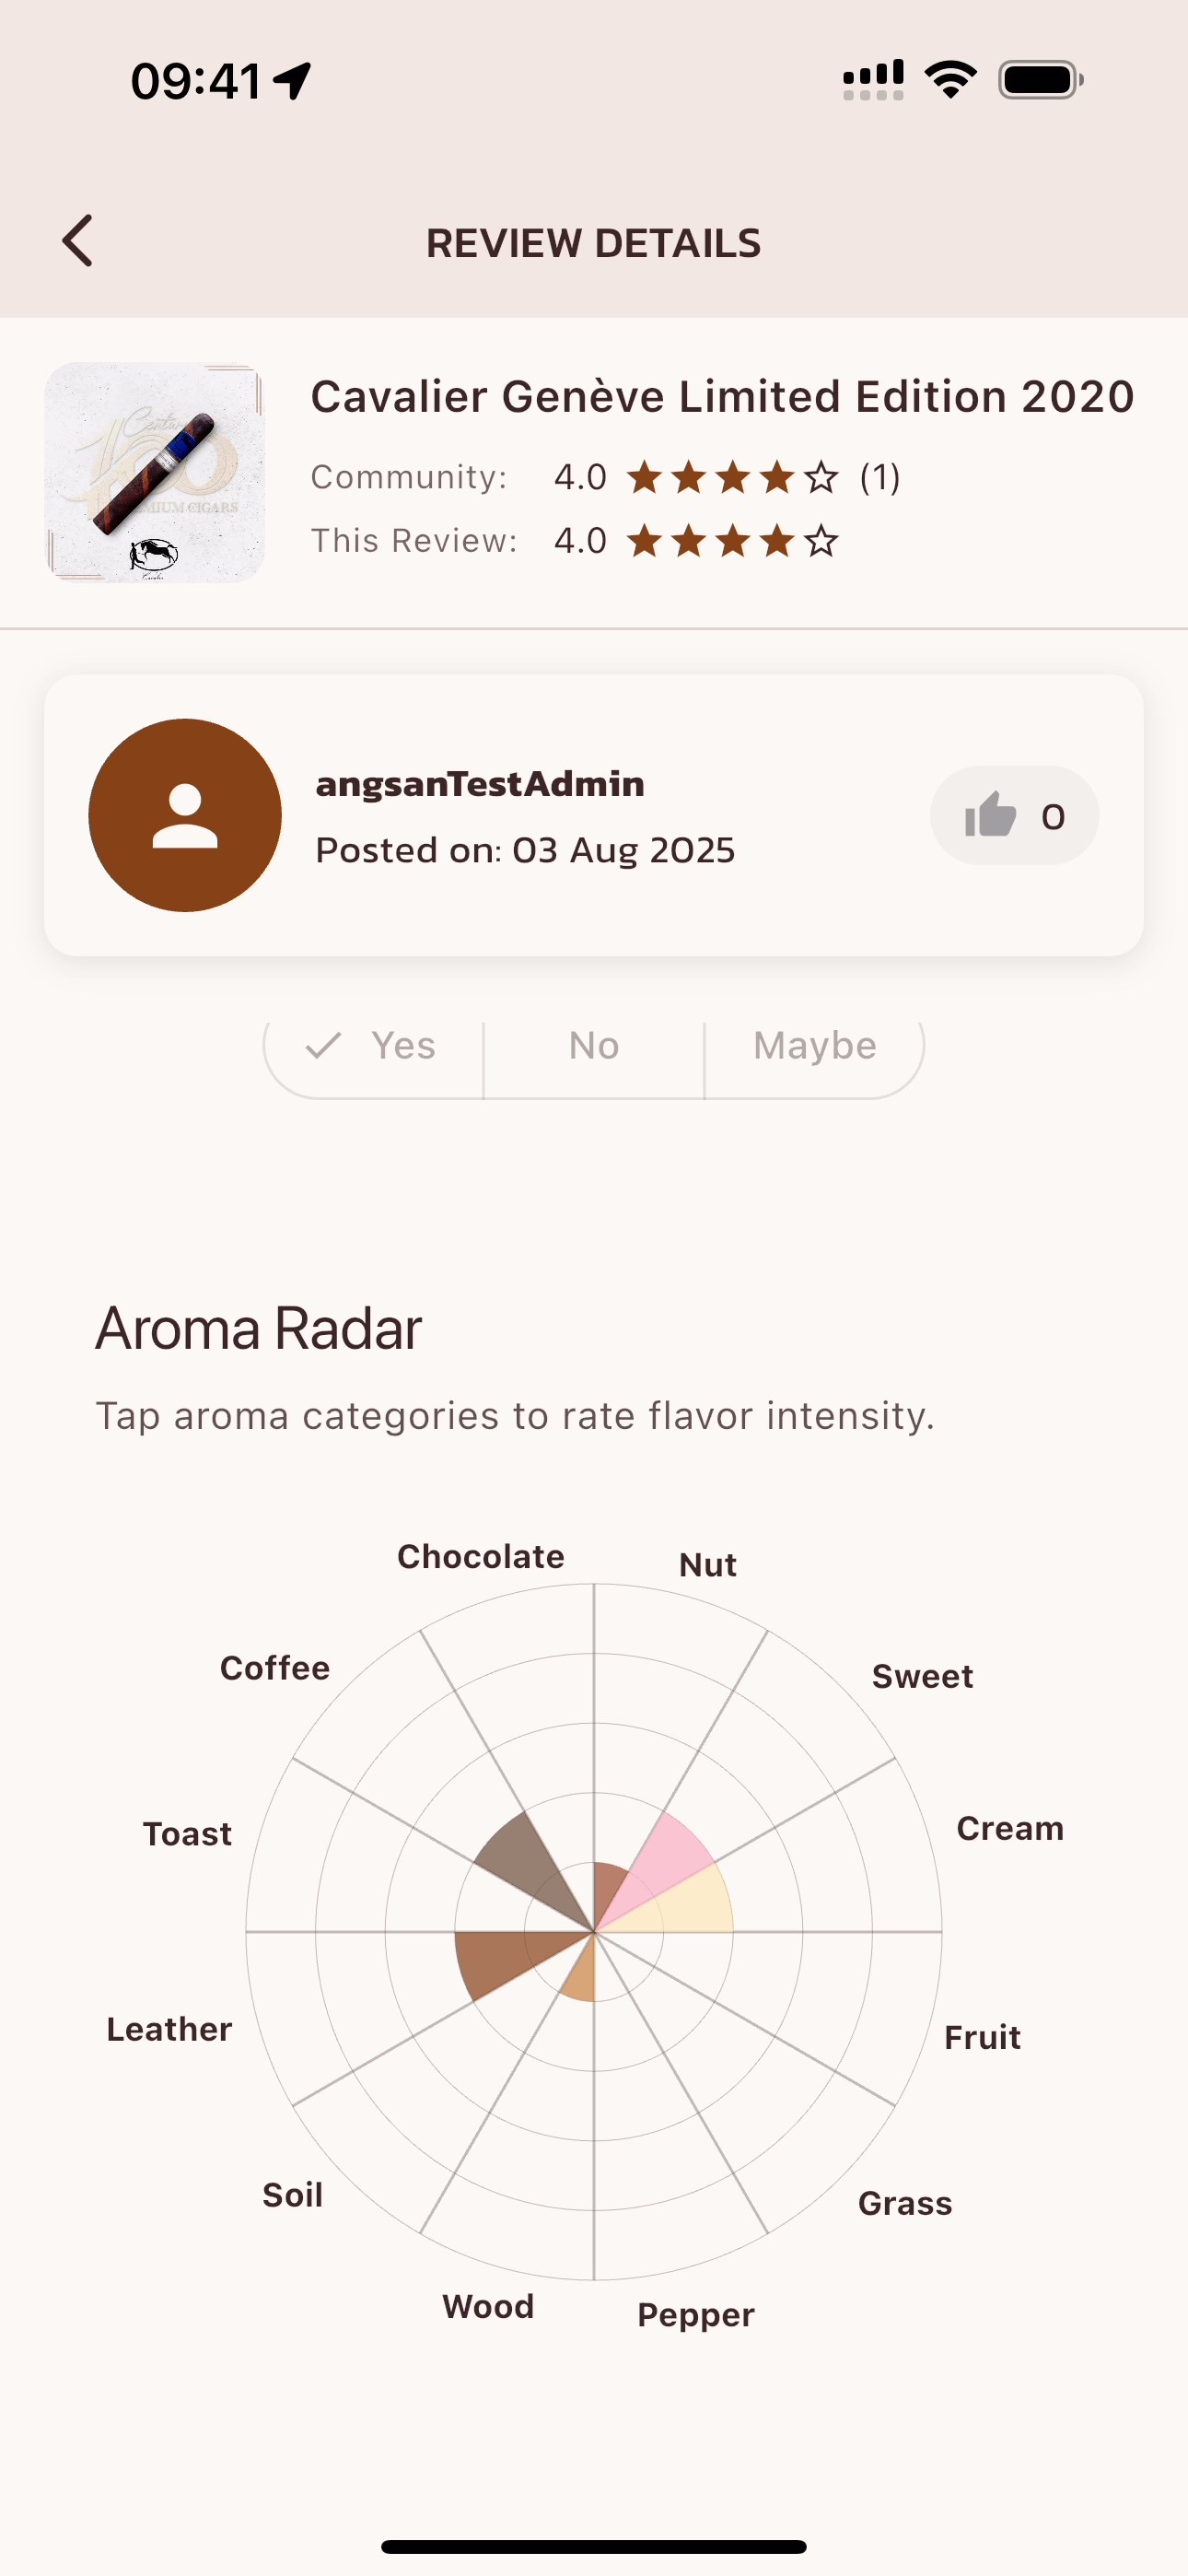 09:41
REVIEW DETAILS
Cavalier Genève Limited Edition 2020
Community: 4.0 (1)
This Review: 4.0
angsanTestAdmin
Posted on: 03 Aug 2025
0
Yes No Maybe
Aroma Radar
Tap aroma categories to rate flavor intensity.
Chocolate Nut
Coffee Sweet
Toast Cream
Leather Fruit
Soil Grass
Wood Pepper